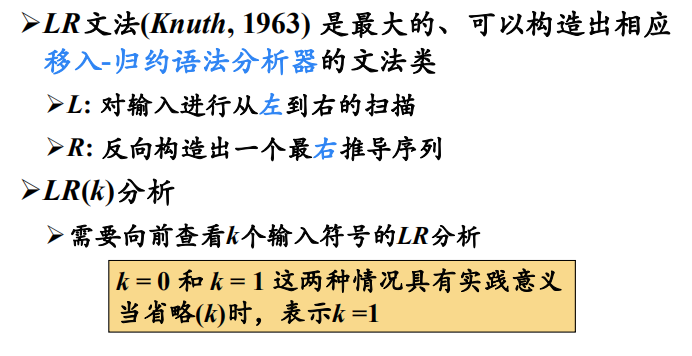 ➢LR文法(Knuth, 1963) 是最大的、可以构造出相应
移入-归约语法分析器的文法类
➢L: 对输入进行从左到右的扫描
➢R: 反向构造出一个最右推导序列
➢LR(k)分析
➢需要向前查看k个输入符号的LR分析
k = 0 和 k = 1 这两种情况具有实践意义
当省略(k)时，表示k =1